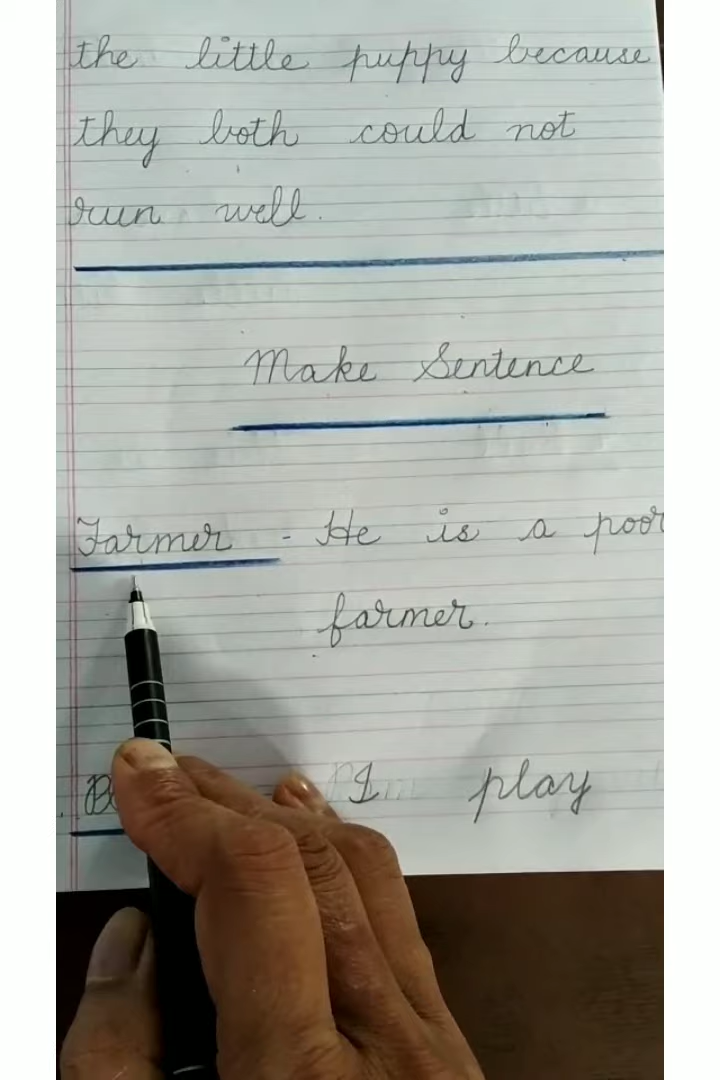 the little puppy because
they both could not
run well.
Make Sentence
Farmer - He is a poor
farmer.
I play